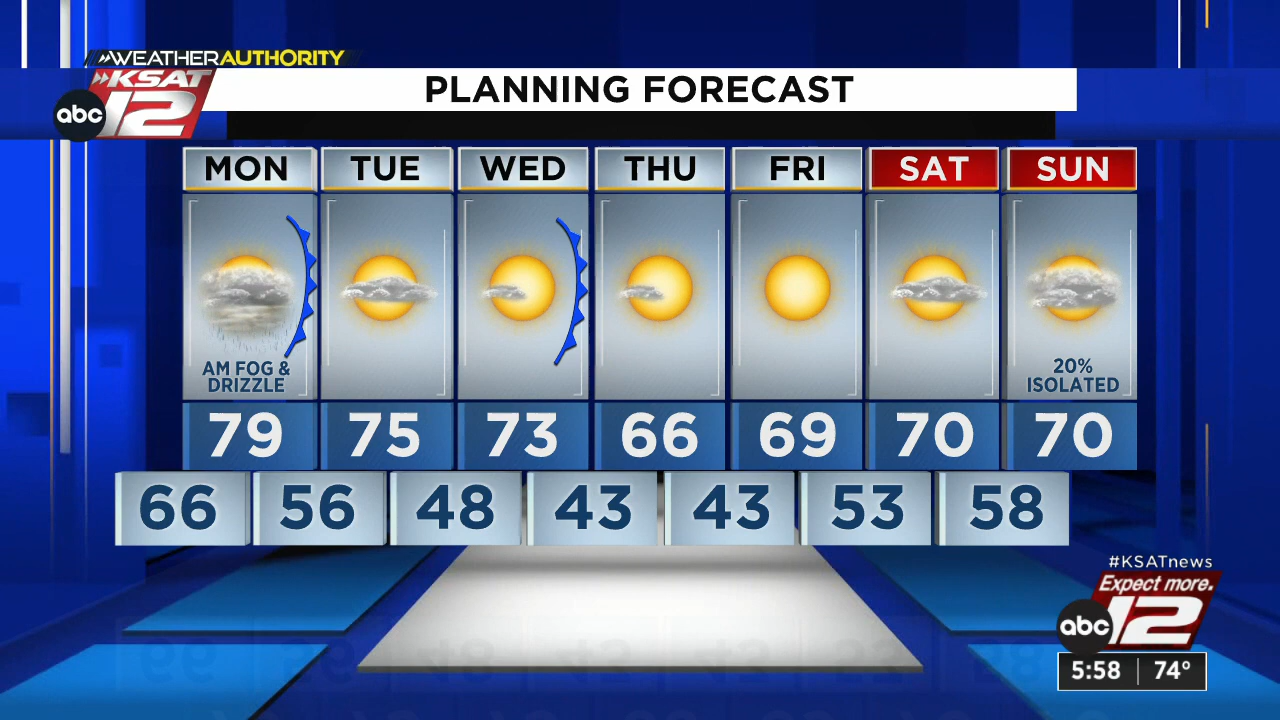 WEATHERAUTHORITY
KSAT
abc 12
PLANNING FORECAST
MON TUE WED THU FRI SAT SUN
AM FOG &
DRIZZLE
20%
ISOLATED
79 75 73 66 69 70 70
66 56 48 43 43 53 58
#KSATnews
Expect more.
abc 12
5:58 74°